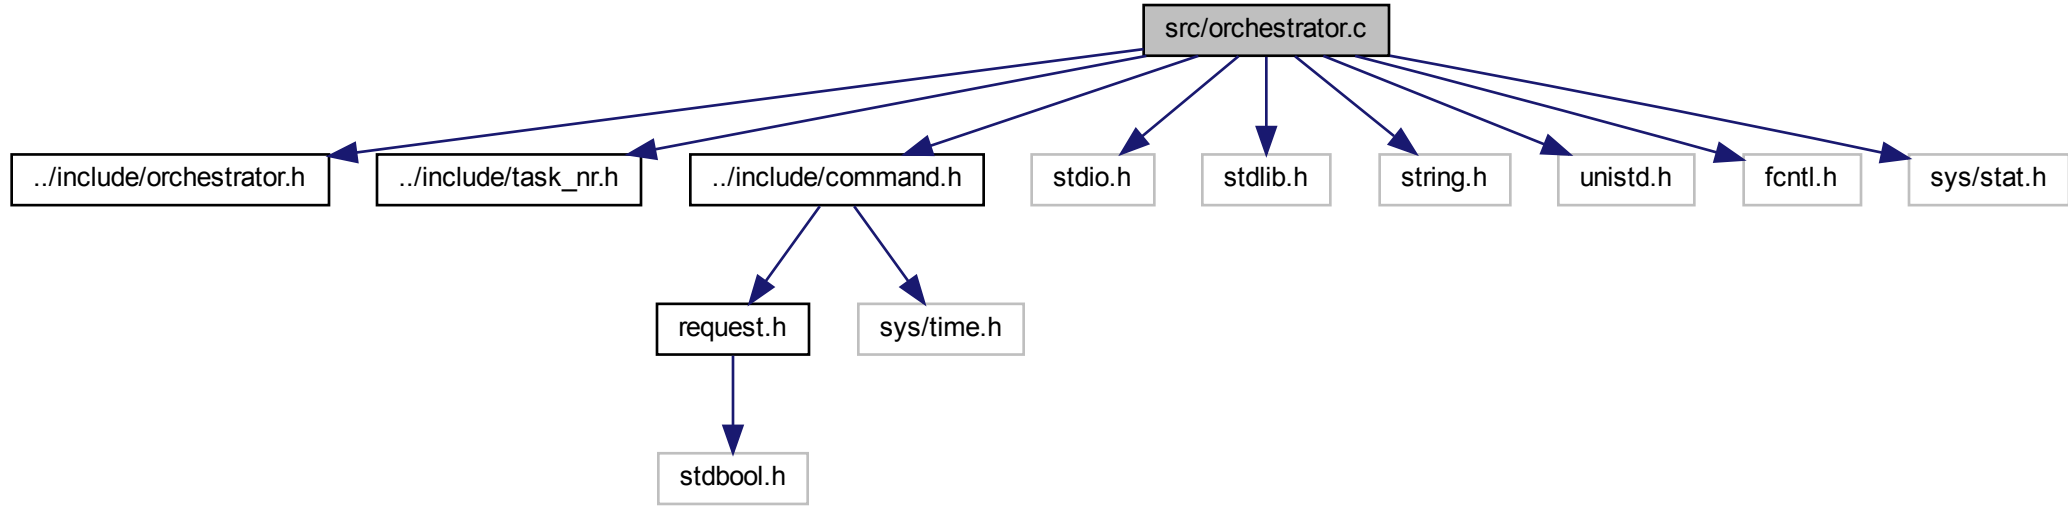 src/orchestrator.c
../include/orchestrator.h
../include/task_nr.h
../include/command.h
stdio.h
stdlib.h
string.h
unistd.h
fcntl.h
sys/stat.h
request.h
sys/time.h
stdbool.h